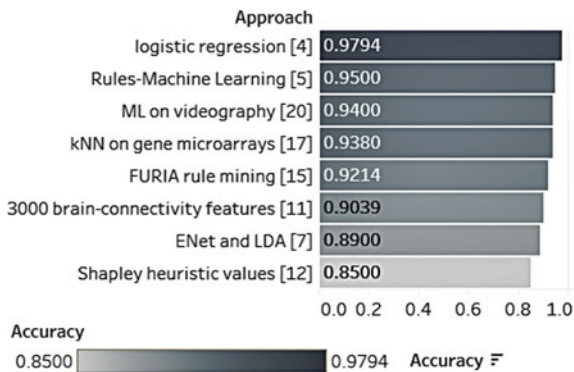 Approach
logistic regression [4] 0.9794
Rules-Machine Learning [5] 0.9500
ML on videography [20] 0.9400
kNN on gene microarrays [17] 0.9380
FURIA rule mining [15] 0.9214
3000 brain-connectivity features [11] 0.9039
ENet and LDA [7] 0.8900
Shapley heuristic values [12] 0.8500
0.0 0.2 0.4 0.6 0.8 1.0
Accuracy
0.8500 0.9794 Accuracy